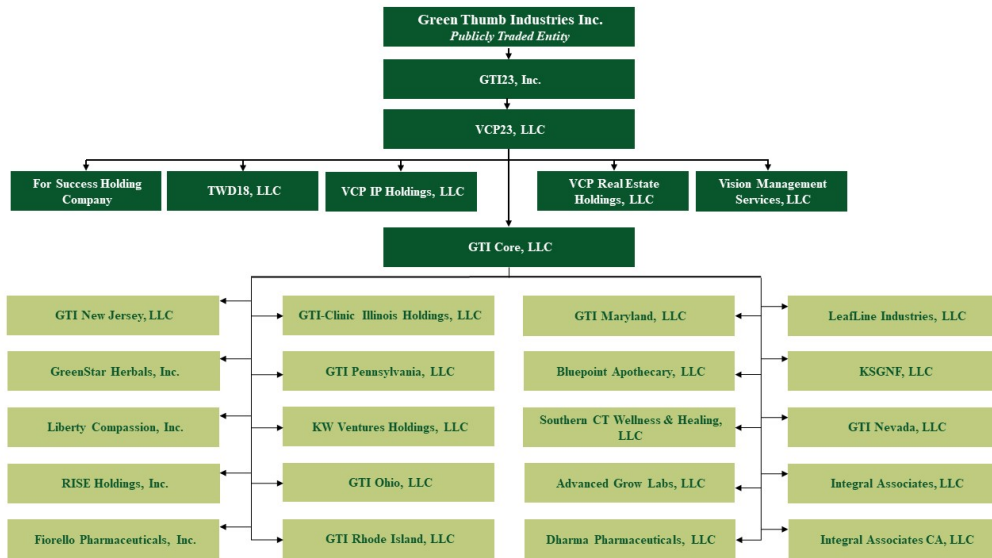 Green Thumb Industries Inc.
Publicly Traded Entity
GTI23, Inc.
VCP23, LLC
For Success Holding
Company
TWD18, LLC
VCP IP Holdings, LLC
VCP Real Estate
Holdings, LLC
Vision Management
Services, LLC
GTI Core, LLC
GTI New Jersey, LLC
GTI-Clinic Illinois Holdings, LLC
GTI Maryland, LLC
LeafLine Industries, LLC
GreenStar Herbals, Inc.
GTI Pennsylvania, LLC
Bluepoint Apothecary, LLC
KSGNF, LLC
Liberty Compassion, Inc.
KW Ventures Holdings, LLC
Southern CT Wellness & Healing,
LLC
GTI Nevada, LLC
RISE Holdings, Inc.
GTI Ohio, LLC
Advanced Grow Labs, LLC
Integral Associates, LLC
Fiorello Pharmaceuticals, Inc.
GTI Rhode Island, LLC
Dharma Pharmaceuticals, LLC
Integral Associates CA, LLC